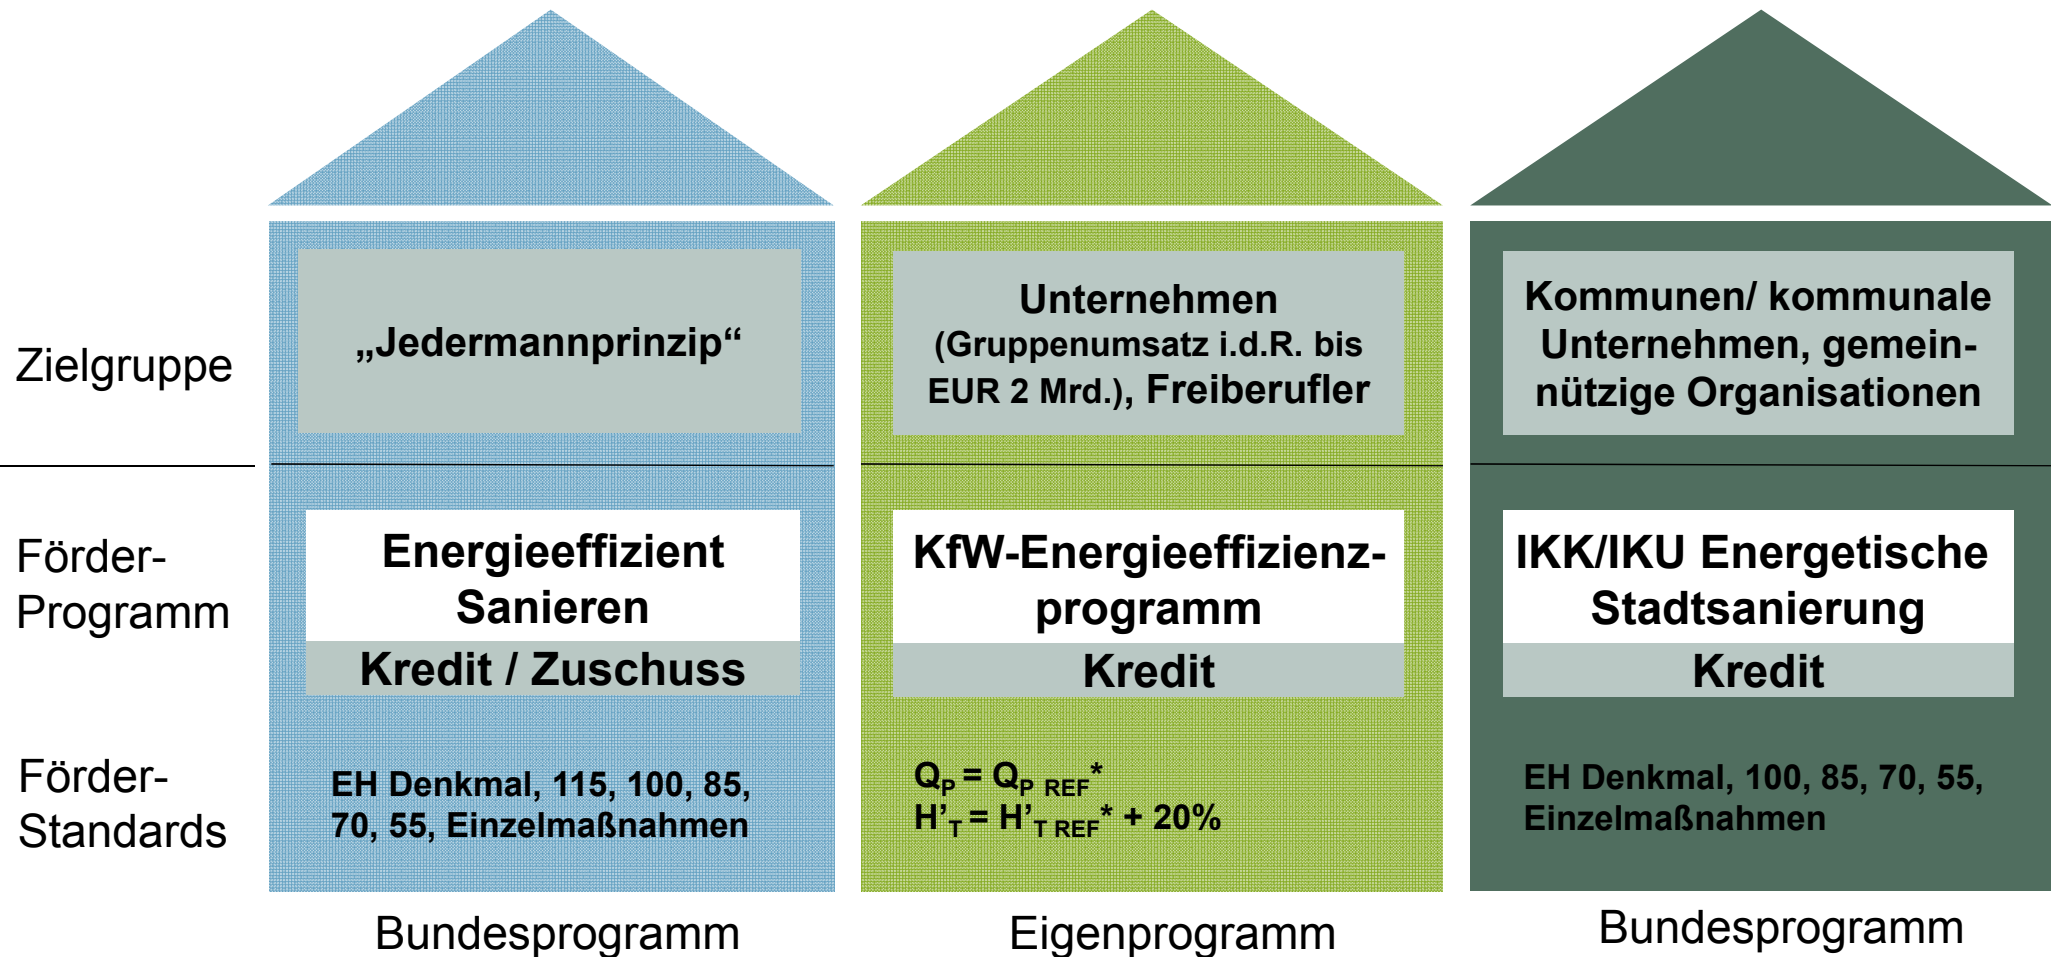 Zielgruppe
„Jedermannprinzip“
Unternehmen
(Gruppenumsatz i.d.R. bis
EUR 2 Mrd.), Freiberufler
Kommunen/ kommunale
Unternehmen, gemein-
nützige Organisationen
Förder-
Programm
Energieeffizient
Sanieren
Kredit / Zuschuss
KfW-Energieeffizienz-
programm
Kredit
IKK/IKU Energetische
Stadtsanierung
Kredit
Förder-
Standards
EH Denkmal, 115, 100, 85,
70, 55, Einzelmaßnahmen
QP = QP REF*
H’T = H’T REF* + 20%
EH Denkmal, 100, 85, 70, 55,
Einzelmaßnahmen
Bundesprogramm
Eigenprogramm
Bundesprogramm